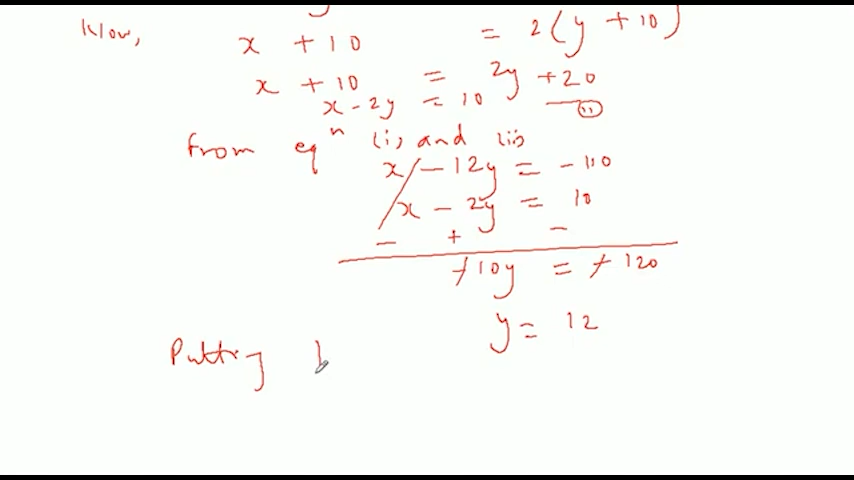 Now,
x + 10 = 2(y + 10)
x + 10 = 2y + 20
x - 2y = 10 (ii)
From eqn (i) and (ii)
x - 12y = -110
x - 2y = 10
- + -
-10y = -120
y = 12
Putting